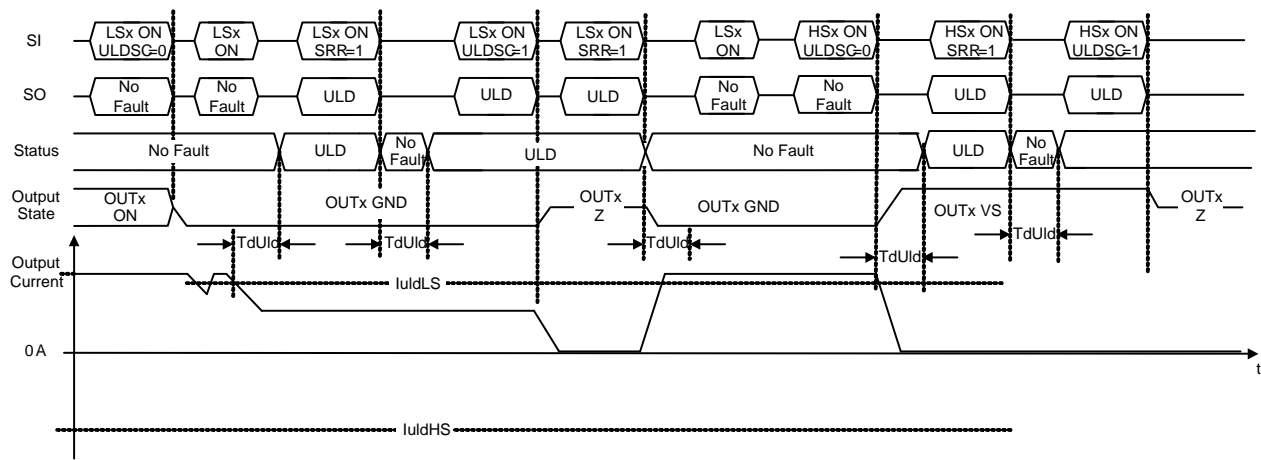 SI
LSx ON
ULDSC=0
LSx
ON
LSx ON
SRR=1
LSx ON
ULDSC=1
LSx ON
SRR=1
LSx
ON
HSx ON
ULDSC=0
HSx ON
SRR=1
HSx ON
ULDSC=1
SO
No
Fault
No
Fault
ULD
ULD
ULD
No
Fault
No
Fault
ULD
ULD
Status
No Fault
ULD
No
Fault
ULD
No Fault
ULD
No
Fault
Output
State
OUTx
ON
OUTx GND
OUTx
Z
OUTx GND
OUTx VS
OUTx
Z
TdUld
TdUld
TdUld
TdUld
TdUld
Output
Current
IuldLS
0 A
t
IuldHS